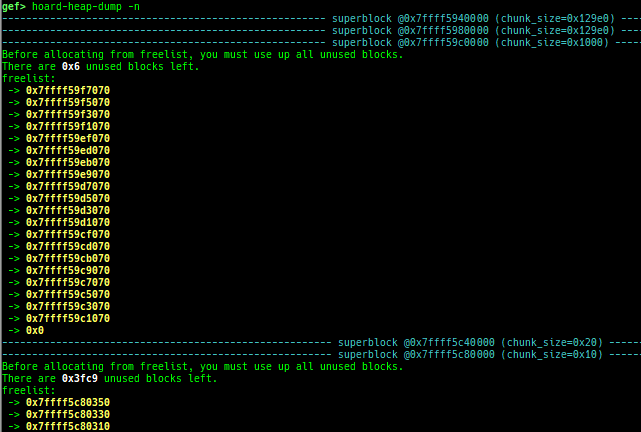 gef> hoard-heap-dump -n
------------------------------------------------------ superblock @0x7ffff5940000 (chunk_size=0x129e0) ----
------------------------------------------------------ superblock @0x7ffff5980000 (chunk_size=0x129e0) ----
------------------------------------------------------ superblock @0x7ffff59c0000 (chunk_size=0x1000) -----
Before allocating from freelist, you must use up all unused blocks.
There are 0x6 unused blocks left.
freelist:
-> 0x7ffff59f7070
-> 0x7ffff59f5070
-> 0x7ffff59f3070
-> 0x7ffff59f1070
-> 0x7ffff59ef070
-> 0x7ffff59ed070
-> 0x7ffff59eb070
-> 0x7ffff59e9070
-> 0x7ffff59d7070
-> 0x7ffff59d5070
-> 0x7ffff59d3070
-> 0x7ffff59d1070
-> 0x7ffff59cf070
-> 0x7ffff59cd070
-> 0x7ffff59cb070
-> 0x7ffff59c9070
-> 0x7ffff59c7070
-> 0x7ffff59c5070
-> 0x7ffff59c3070
-> 0x7ffff59c1070
-> 0x0
------------------------------------------------------- superblock @0x7ffff5c40000 (chunk_size=0x20) ------
------------------------------------------------------- superblock @0x7ffff5c80000 (chunk_size=0x10) ------
Before allocating from freelist, you must use up all unused blocks.
There are 0x3fc9 unused blocks left.
freelist:
-> 0x7ffff5c80350
-> 0x7ffff5c80330
-> 0x7ffff5c80310